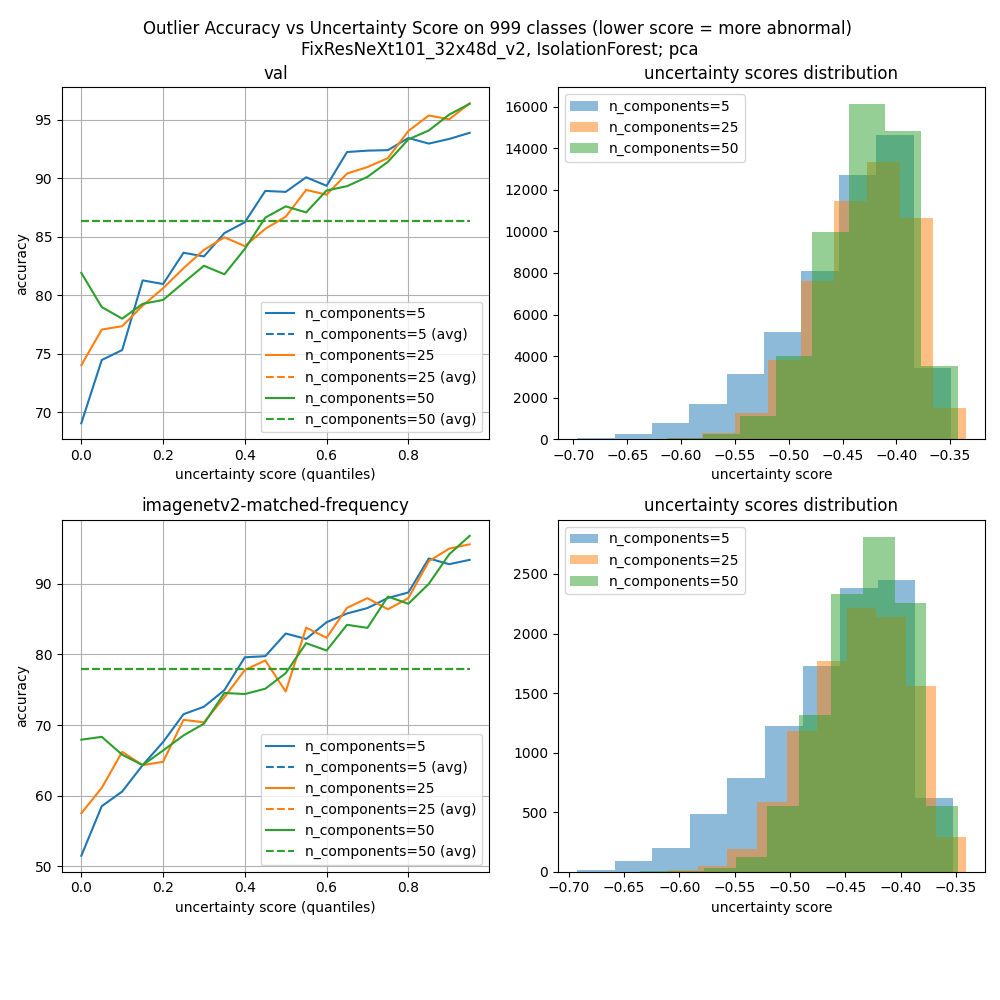 Outlier Accuracy vs Uncertainty Score on 999 classes (lower score = more abnormal)
FixResNeXt101_32x48d_v2, IsolationForest; pca
val
95
90
85
80
75
70
accuracy
n_components=5
n_components=5 (avg)
n_components=25
n_components=25 (avg)
n_components=50
n_components=50 (avg)
0.0 0.2 0.4 0.6 0.8
uncertainty score (quantiles)
uncertainty scores distribution
n_components=5
n_components=25
n_components=50
16000
14000
12000
10000
8000
6000
4000
2000
0
−0.70 −0.65 −0.60 −0.55 −0.50 −0.45 −0.40 −0.35
uncertainty score
imagenetv2-matched-frequency
90
80
70
60
50
accuracy
n_components=5
n_components=5 (avg)
n_components=25
n_components=25 (avg)
n_components=50
n_components=50 (avg)
0.0 0.2 0.4 0.6 0.8
uncertainty score (quantiles)
uncertainty scores distribution
n_components=5
n_components=25
n_components=50
2500
2000
1500
1000
500
0
−0.70 −0.65 −0.60 −0.55 −0.50 −0.45 −0.40 −0.35
uncertainty score